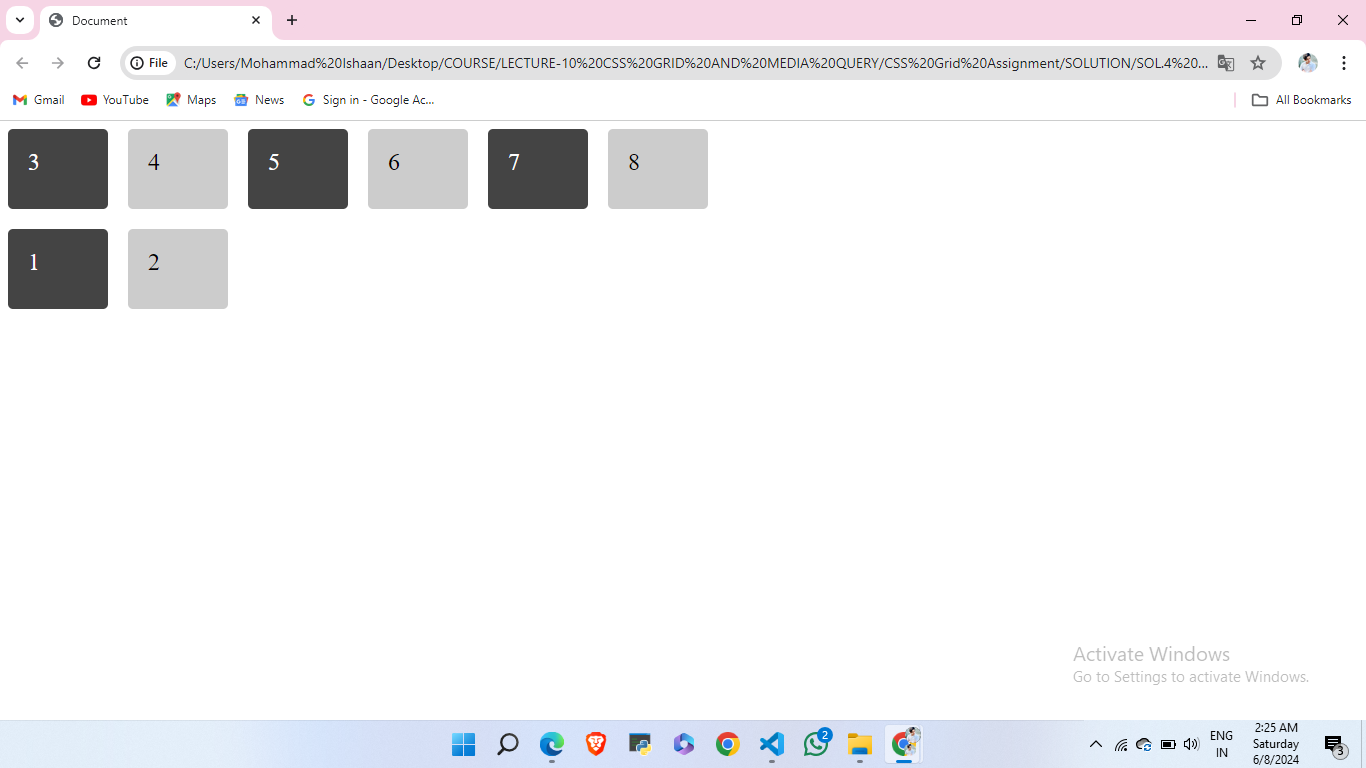 Document
File
C:/Users/Mohammad%20Ishaan/Desktop/COURSE/LECTURE-10%20CSS%20GRID%20AND%20MEDIA%20QUERY/CSS%20Grid%20Assignment/SOLUTION/SOL.4%20...
Gmail YouTube Maps News Sign in - Google Ac... All Bookmarks
3 4 5 6 7 8
1 2
Activate Windows
Go to Settings to activate Windows.
2
ENG
IN
2:25 AM
Saturday
6/8/2024
3